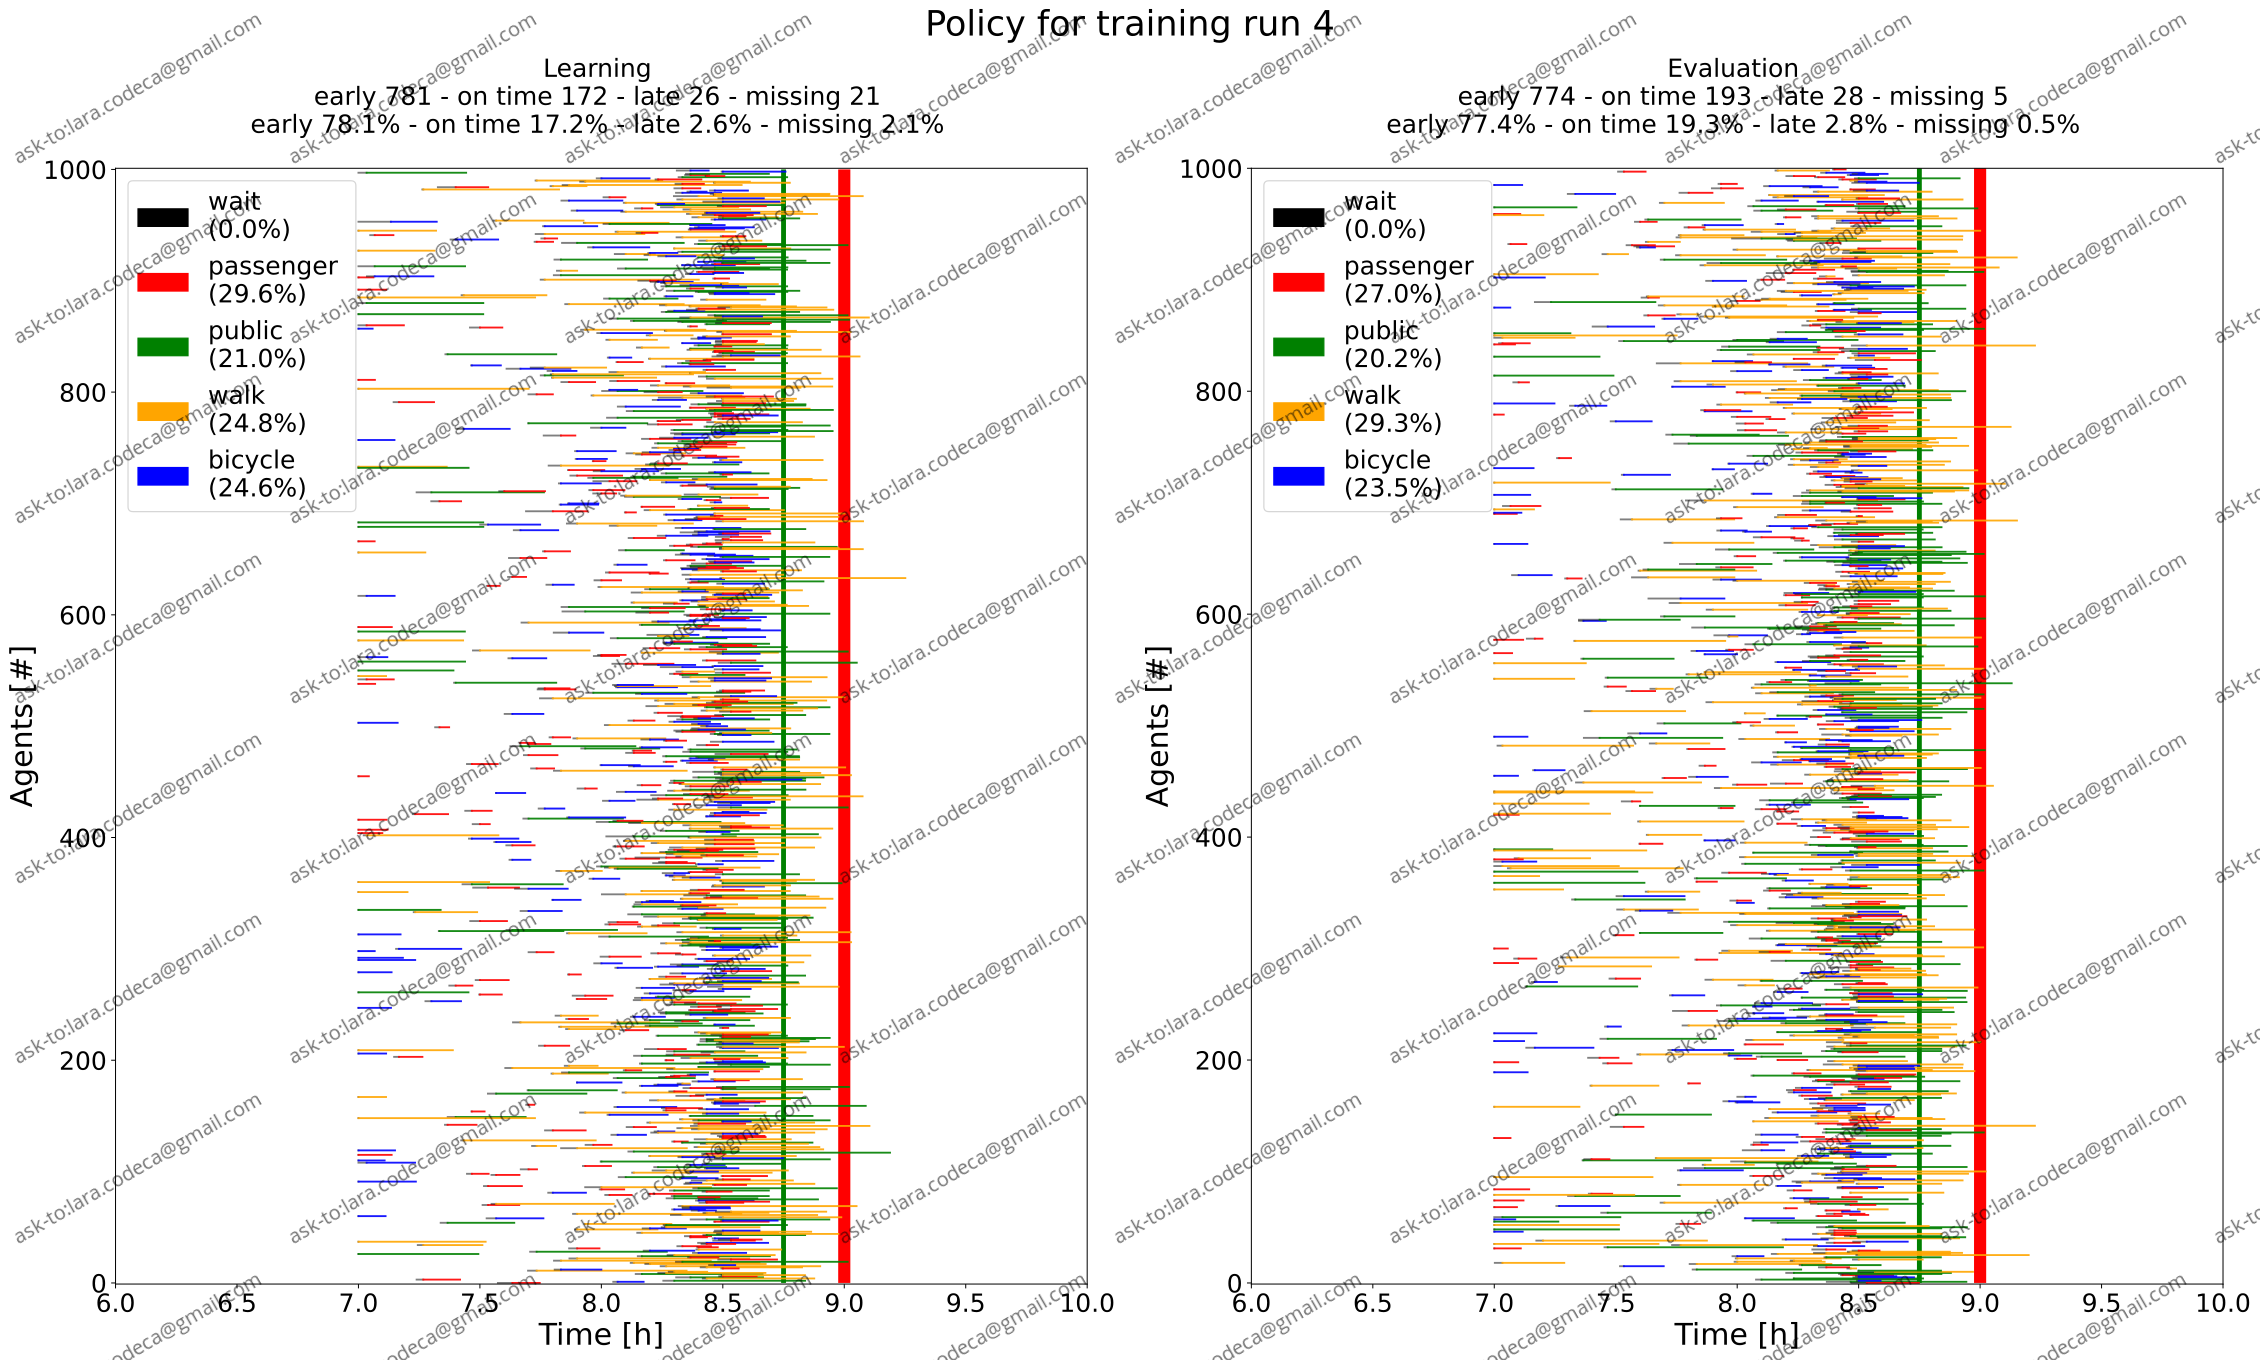 Policy for training run 4
Learning
early 781 - on time 172 - late 26 - missing 21
early 78.1% - on time 17.2% - late 2.6% - missing 2.1%
Agents [#]
1000
800
600
400
200
0
wait
(0.0%)
passenger
(29.6%)
public
(21.0%)
walk
(24.8%)
bicycle
(24.6%)
6.0 6.5 7.0 7.5 8.0 8.5 9.0 9.5 10.0
Time [h]
Evaluation
early 774 - on time 193 - late 28 - missing 5
early 77.4% - on time 19.3% - late 2.8% - missing 0.5%
Agents [#]
1000
800
600
400
200
0
wait
(0.0%)
passenger
(27.0%)
public
(20.2%)
walk
(29.3%)
bicycle
(23.5%)
6.0 6.5 7.0 7.5 8.0 8.5 9.0 9.5 10.0
Time [h]
ask-to:lara.codeca@gmail.com